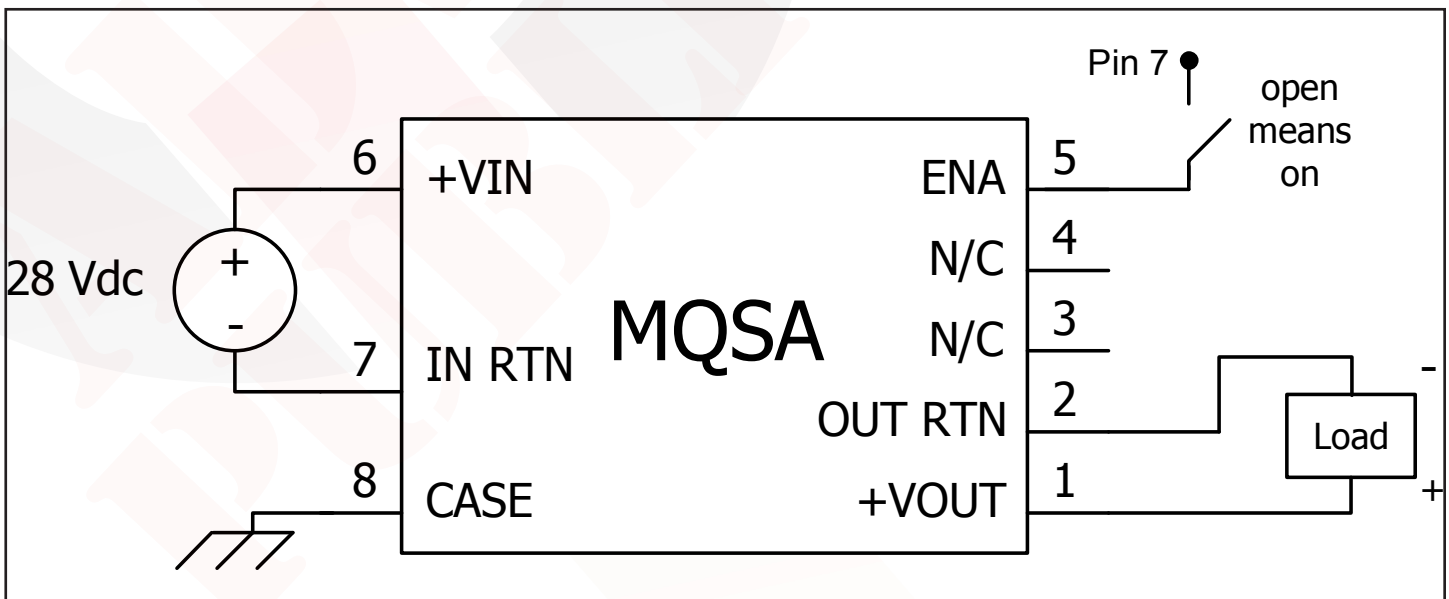 Pin 7
open
means
on
6
+VIN
ENA
5
N/C
4
28 Vdc
+
-
MQSA
N/C
3
7
IN RTN
OUT RTN
2
-
Load
+
8
CASE
+VOUT
1